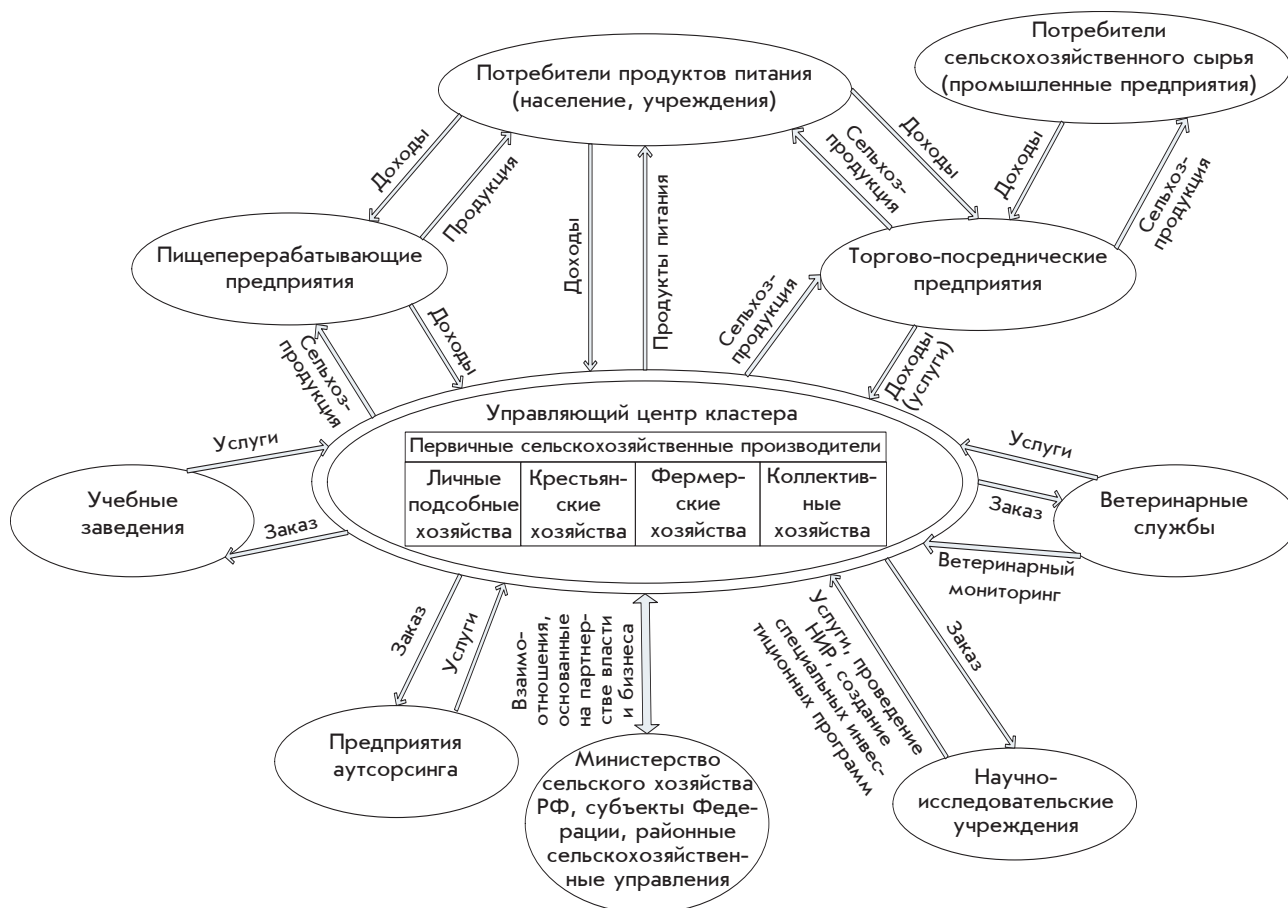 Потребители
сельскохозяйственного сырья
(промышленные предприятия)
Потребители продуктов питания
(население, учреждения)
Доходы
Продукция
Доходы
Продукты питания
Сельхоз-
продукция
Доходы
Доходы
Сельхоз-
продукция
Пищеперерабатывающие
предприятия
Торгово-посреднические
предприятия
Сельхоз-
продукция
Доходы
Сельхоз-
продукция
Доходы
(услуги)
Управляющий центр кластера
Первичные сельскохозяйственные производители
Личные
подсобные
хозяйства
Крестьян-
ские
хозяйства
Фермер-
ские
хозяйства
Коллектив-
ные
хозяйства
Услуги
Учебные
заведения
Заказ
Услуги
Заказ
Ветеринарные
службы
Ветеринарный
мониторинг
Заказ
Услуги
Взаимо-
отношения,
основанные
на партнер-
стве власти
и бизнеса
Услуги, проведение
НИР, создание
специальных инвес-
тиционных программ
Заказ
Предприятия
аутсорсинга
Министерство
сельского хозяйства
РФ, субъекты Феде-
рации, районные
сельскохозяйствен-
ные управления
Научно-
исследовательские
учреждения